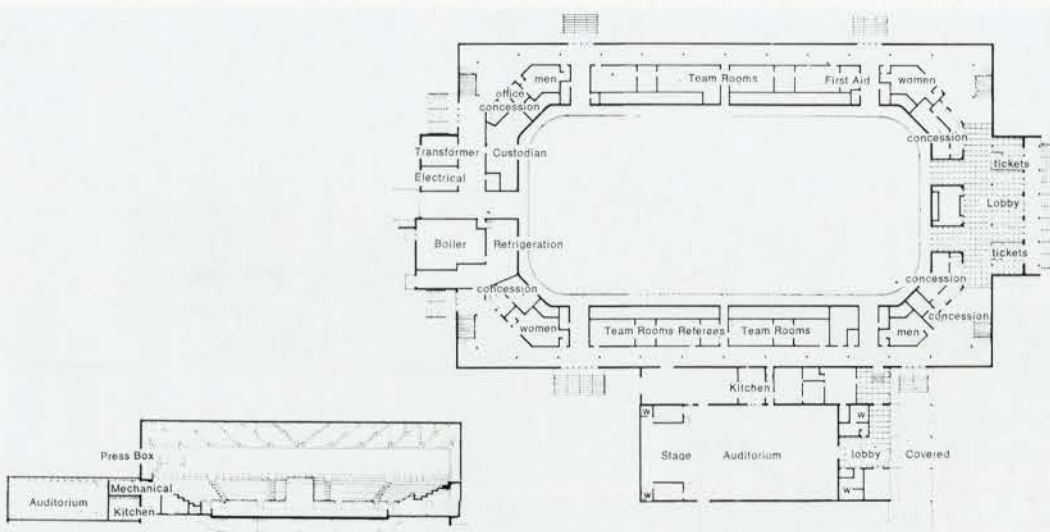 men
Team Rooms
First Aid
women
office
concession
concession
Transformer
Custodian
tickets
Electrical
Lobby
Boiler
Refrigeration
tickets
concession
concession
concession
women
Team Rooms Referees
Team Rooms
men
Kitchen
w
w
Stage
Auditorium
lobby
Covered
w
w
Press Box
Mechanical
Auditorium
Kitchen